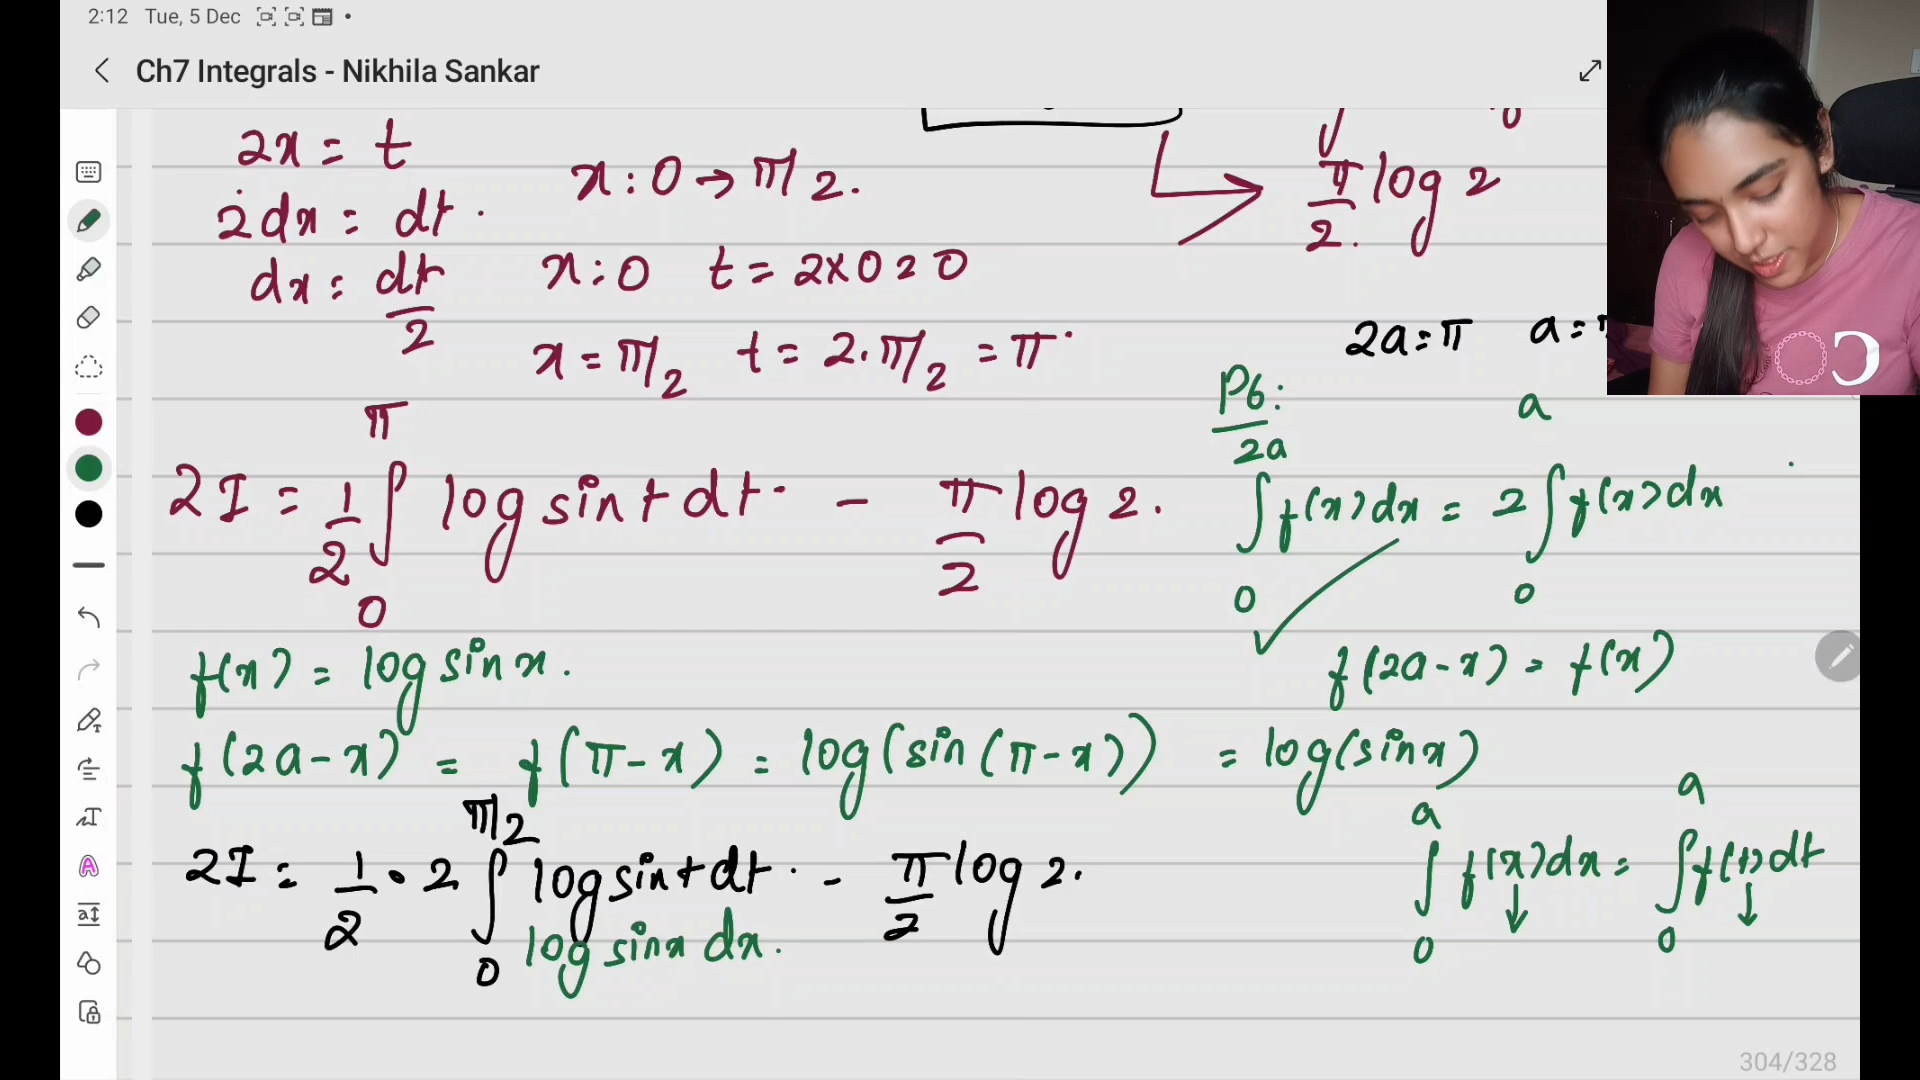 2:12 Tue, 5 Dec
Ch7 Integrals - Nikhila Sankar
2x = t
x : 0 → π/2.
π/2. log 2
2dx = dt.
dx = dt/2
x = 0 t = 2×0 = 0
x = π/2 t = 2.π/2 = π
2a = π a =
P6:
2I = 1/2 ∫₀^π log sin t dt - π/2 log 2.
∫₀^2a f(x)dx = 2∫₀^a f(x)dx
f(x) = log sin x.
f(2a-x) = f(x)
f(2a-x) = f(π-x) = log(sin(π-x)) = log(sin x)
2I = 1/2 • 2 ∫₀^π/2 log sin t dt - π/2 log 2.
∫₀^a f(x)dx = ∫₀^a f(t)dt
log sin x dx.
304/328